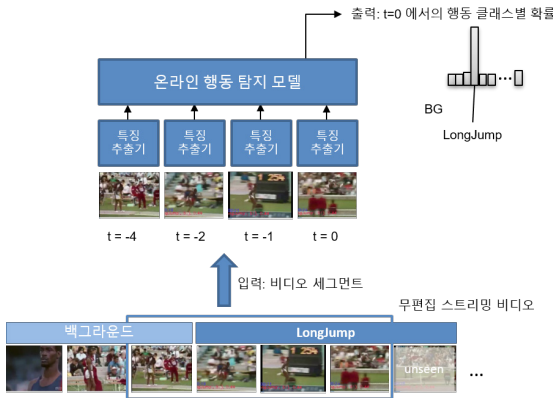 출력: t=0 에서의 행동 클래스별 확률
온라인 행동 탐지 모델
...
BG
LongJump
특징 추출기
특징 추출기
특징 추출기
특징 추출기
254
t = -4
t = -2
t = -1
t = 0
입력: 비디오 세그먼트
무편집 스트리밍 비디오
백그라운드
LongJump
unseen
...